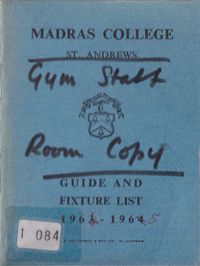 MADRAS COLLEGE
ST. ANDREWS
Gym Staff
Room Copy
GUIDE AND
FIXTURE LIST
1964 - 1965
1 084